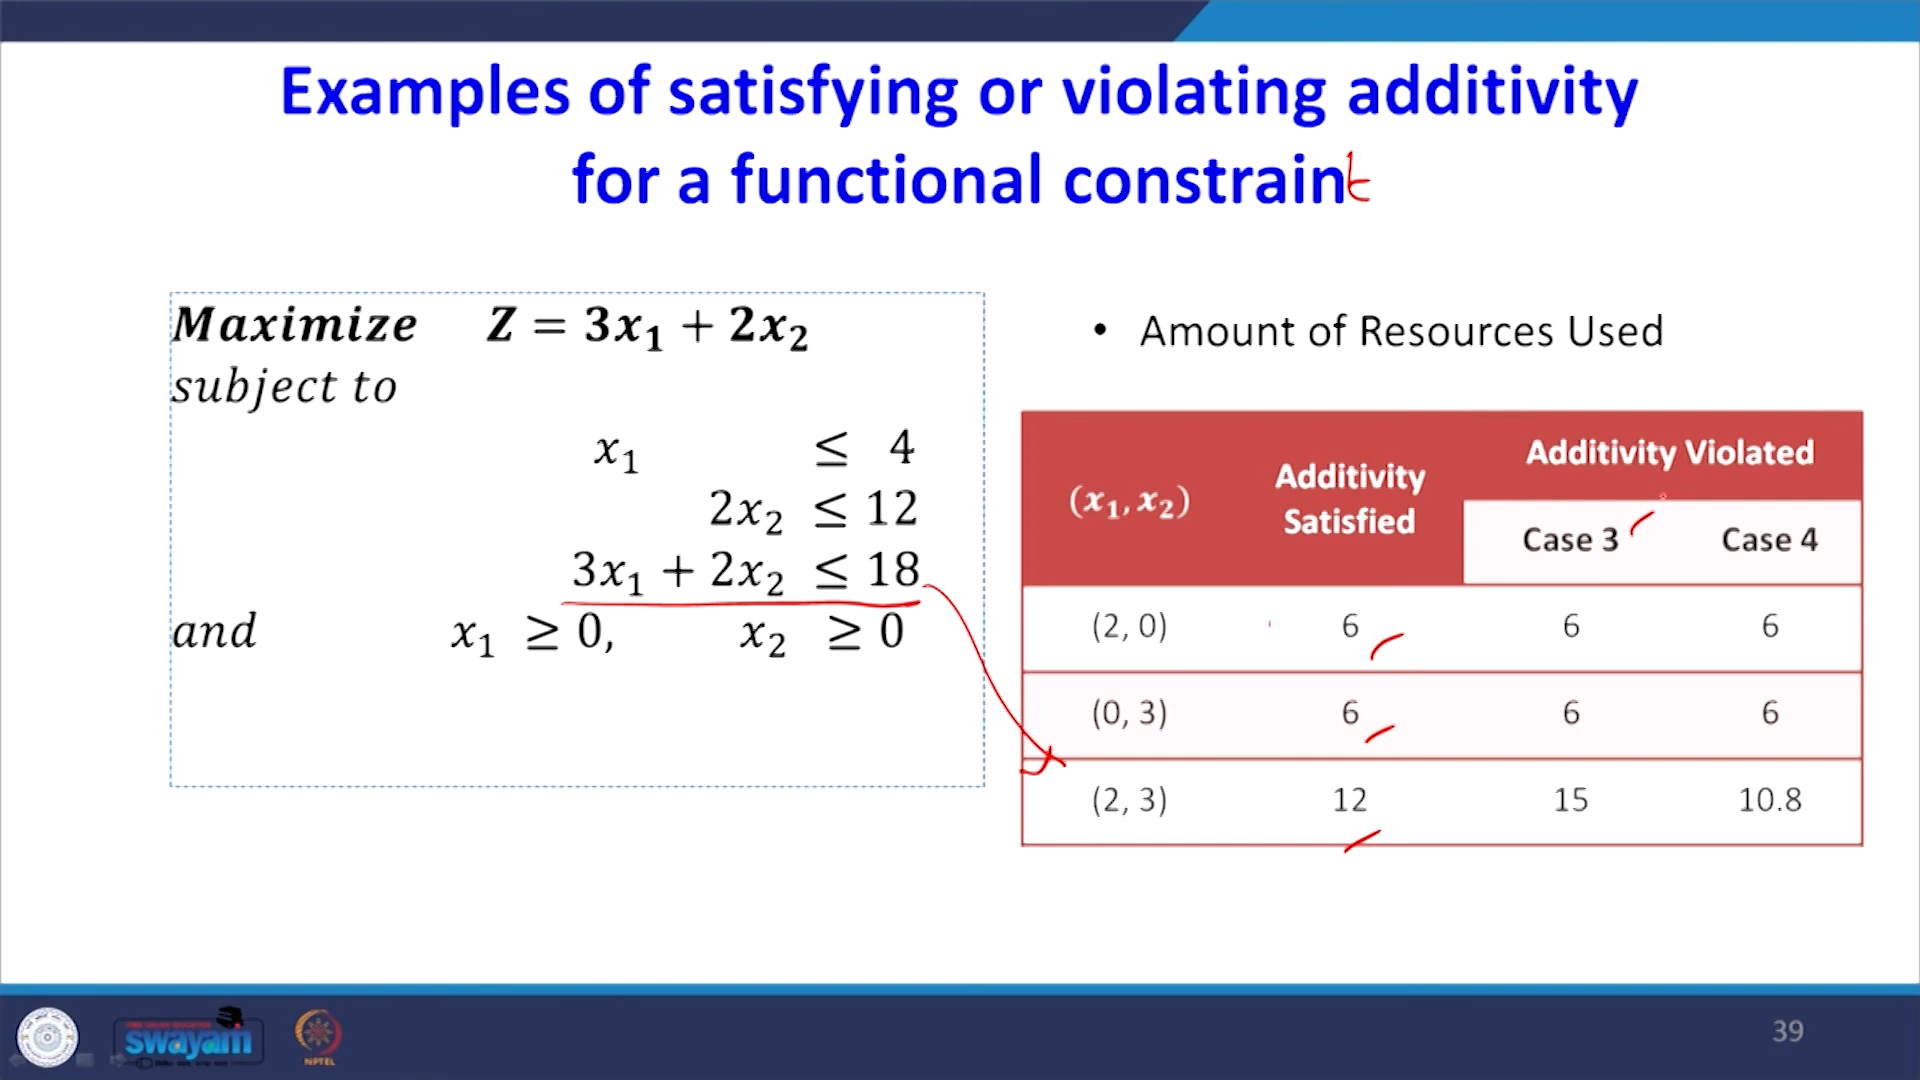 Examples of satisfying or violating additivity
for a functional constraint
Maximize Z = 3x₁ + 2x₂
subject to
x₁ ≤ 4
2x₂ ≤ 12
3x₁ + 2x₂ ≤ 18
and x₁ ≥ 0, x₂ ≥ 0
• Amount of Resources Used
(x₁, x₂) Additivity Satisfied Additivity Violated
Case 3 Case 4
(2, 0) 6 6 6
(0, 3) 6 6 6
(2, 3) 12 15 10.8
swayam
NPTEL
39